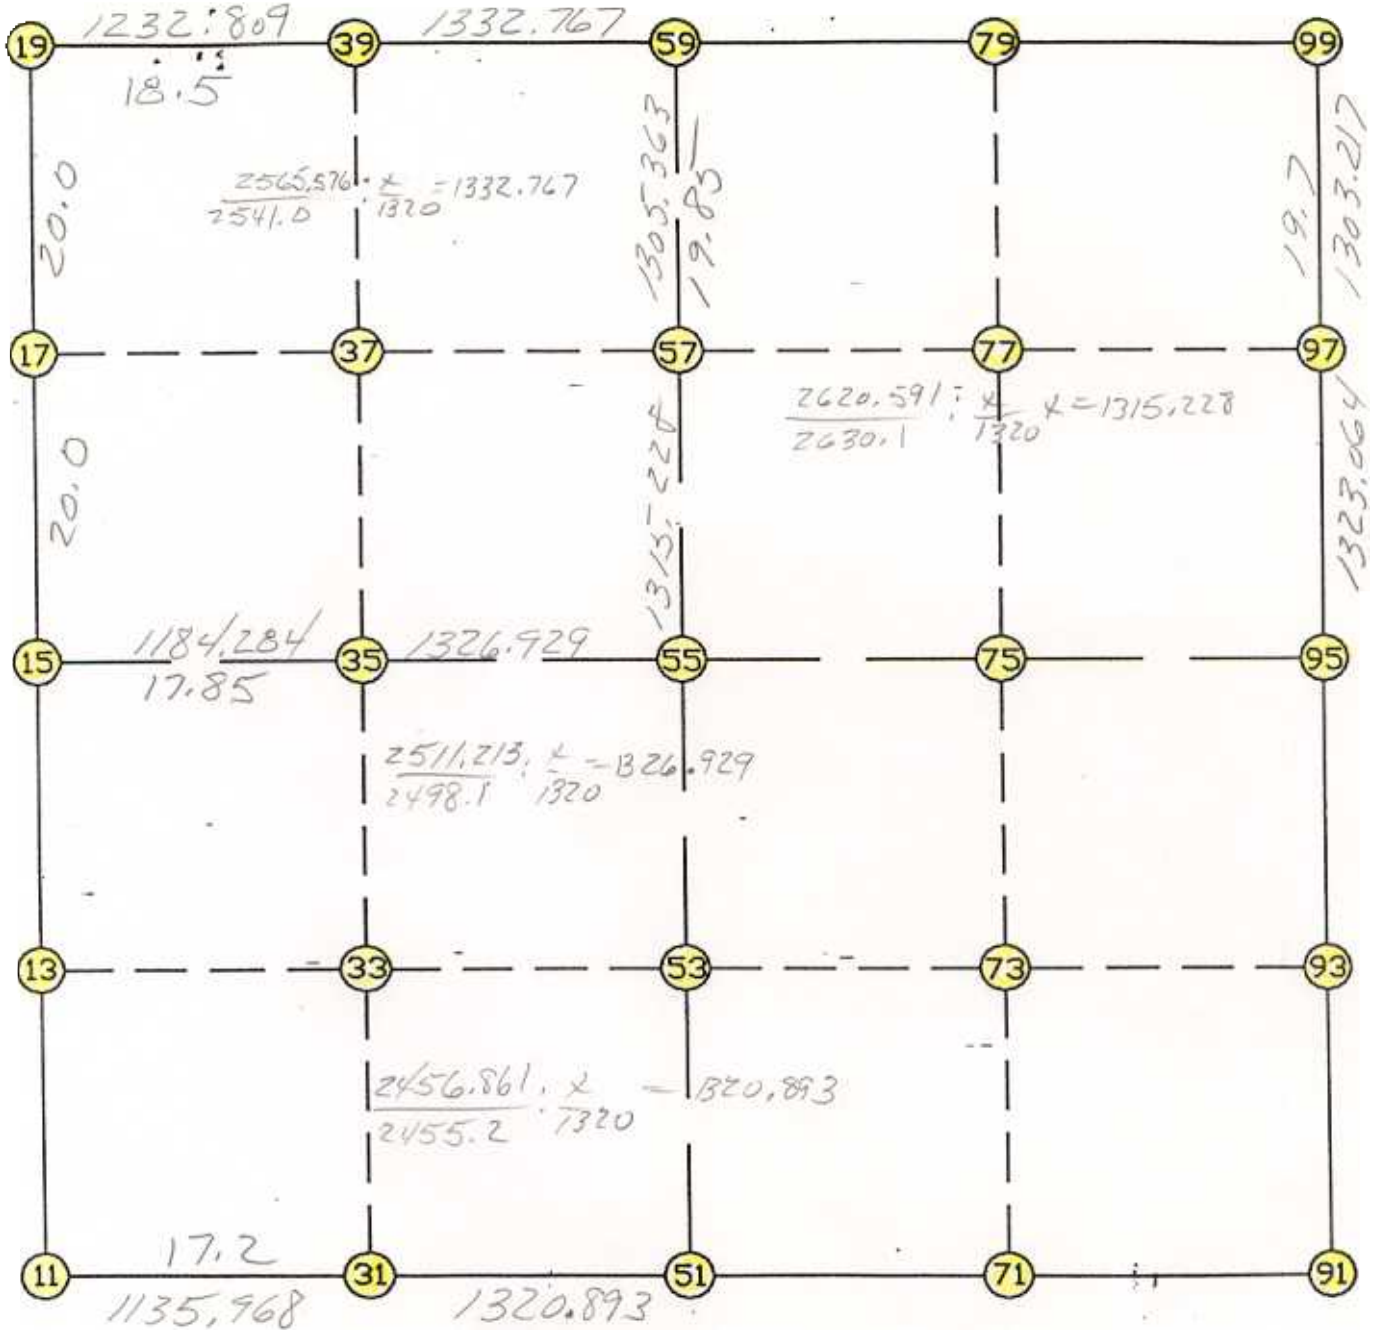 1232.809 1332.767
19 39 59 79 99
18.5
20.0
1305.363
19.85
19.7
1303.217
2565.576 : x = 1332.767
2541.0 1320
17 37 57 77 97
2620.591 : x x = 1315.228
2630.1 1320
20.0
1315.228
1323.064
1184.284 1326.929
15 35 55 75 95
17.85
2511.213 : x = 1326.929
2498.1 1320
13 33 53 73 93
2456.861 : x = 1320.893
2455.2 1320
17.2
11 31 51 71 91
1135.968 1320.893